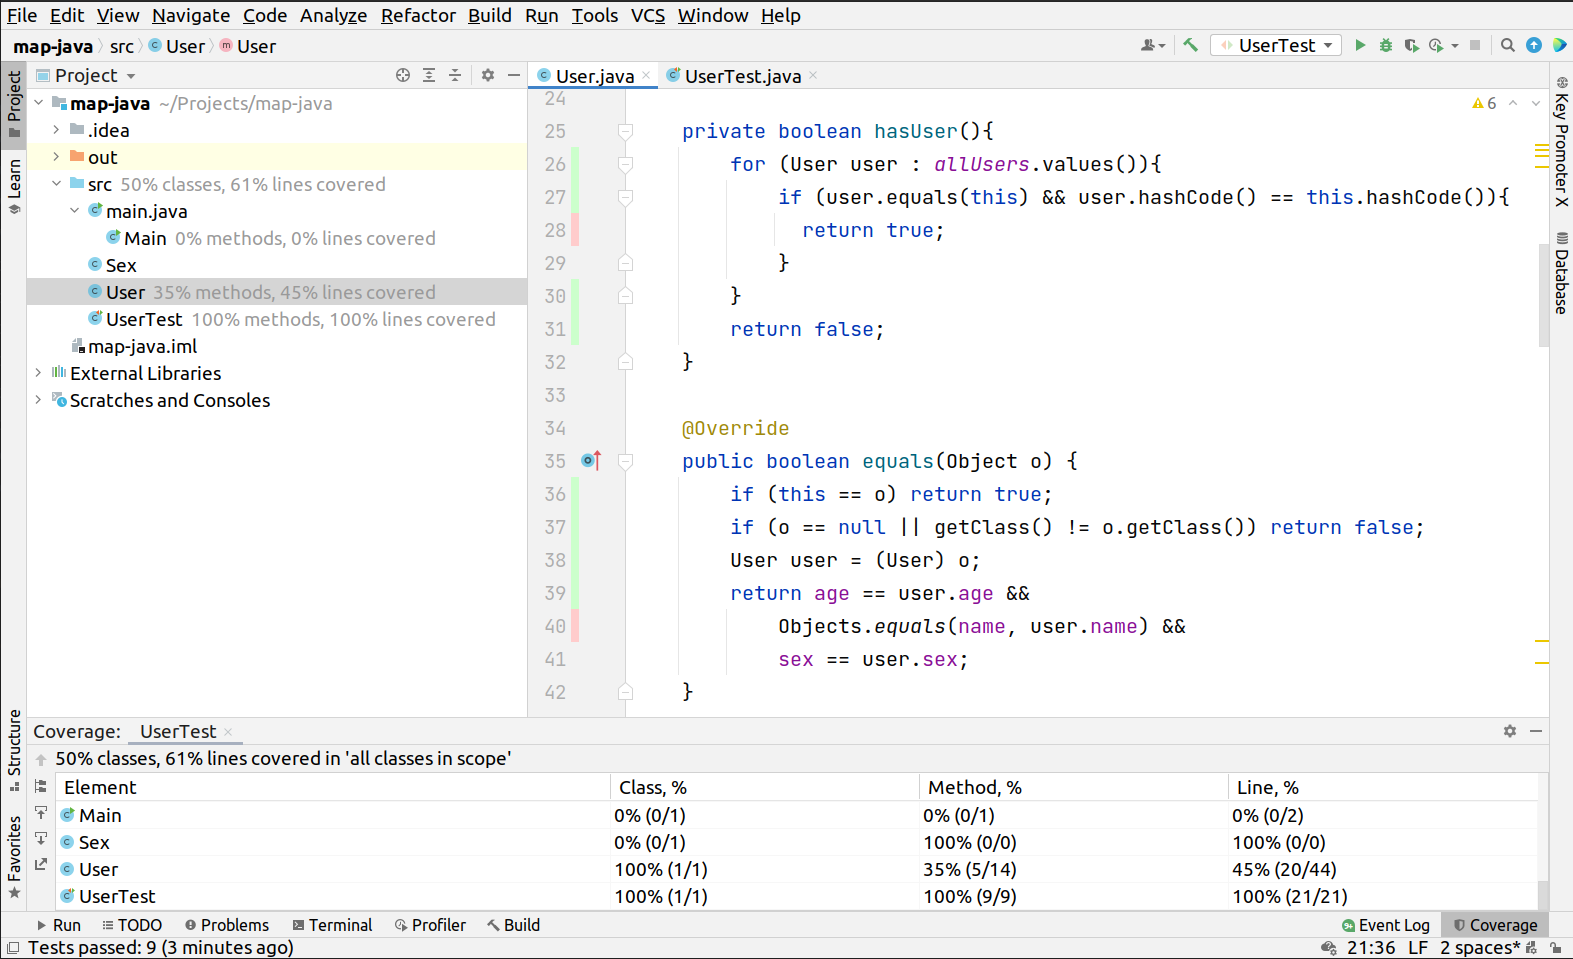 File Edit View Navigate Code Analyze Refactor Build Run Tools VCS Window Help
map-java src User User
UserTest
Project
User.java
UserTest.java
map-java ~/Projects/map-java
.idea
out
src 50% classes, 61% lines covered
main.java
Main 0% methods, 0% lines covered
Sex
User 35% methods, 45% lines covered
UserTest 100% methods, 100% lines covered
map-java.iml
External Libraries
Scratches and Consoles
Project
Learn
Structure
Favorites
24
25 private boolean hasUser(){
26 for (User user : allUsers.values()){
27 if (user.equals(this) && user.hashCode() == this.hashCode()){
28 return true;
29 }
30 }
31 return false;
32 }
33
34 @Override
35 public boolean equals(Object o) {
36 if (this == o) return true;
37 if (o == null || getClass() != o.getClass()) return false;
38 User user = (User) o;
39 return age == user.age &&
40 Objects.equals(name, user.name) &&
41 sex == user.sex;
42 }
6
Key Promoter X
Database
Coverage: UserTest
50% classes, 61% lines covered in 'all classes in scope'
Element Class, % Method, % Line, %
Main 0% (0/1) 0% (0/1) 0% (0/2)
Sex 0% (0/1) 100% (0/0) 100% (0/0)
User 100% (1/1) 35% (5/14) 45% (20/44)
UserTest 100% (1/1) 100% (9/9) 100% (21/21)
Run TODO Problems Terminal Profiler Build Event Log Coverage
Tests passed: 9 (3 minutes ago) 21:36 LF 2 spaces*